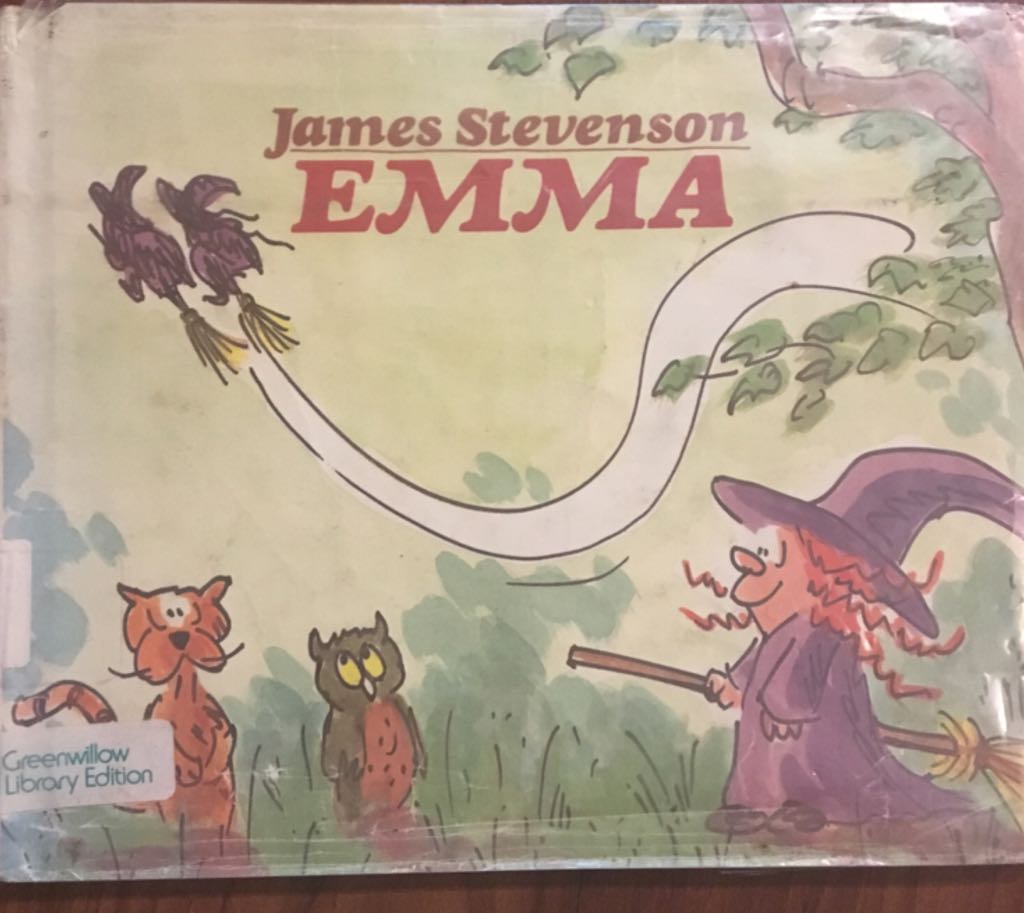 James Stevenson
EMMA
Greenwillow
Library Edition